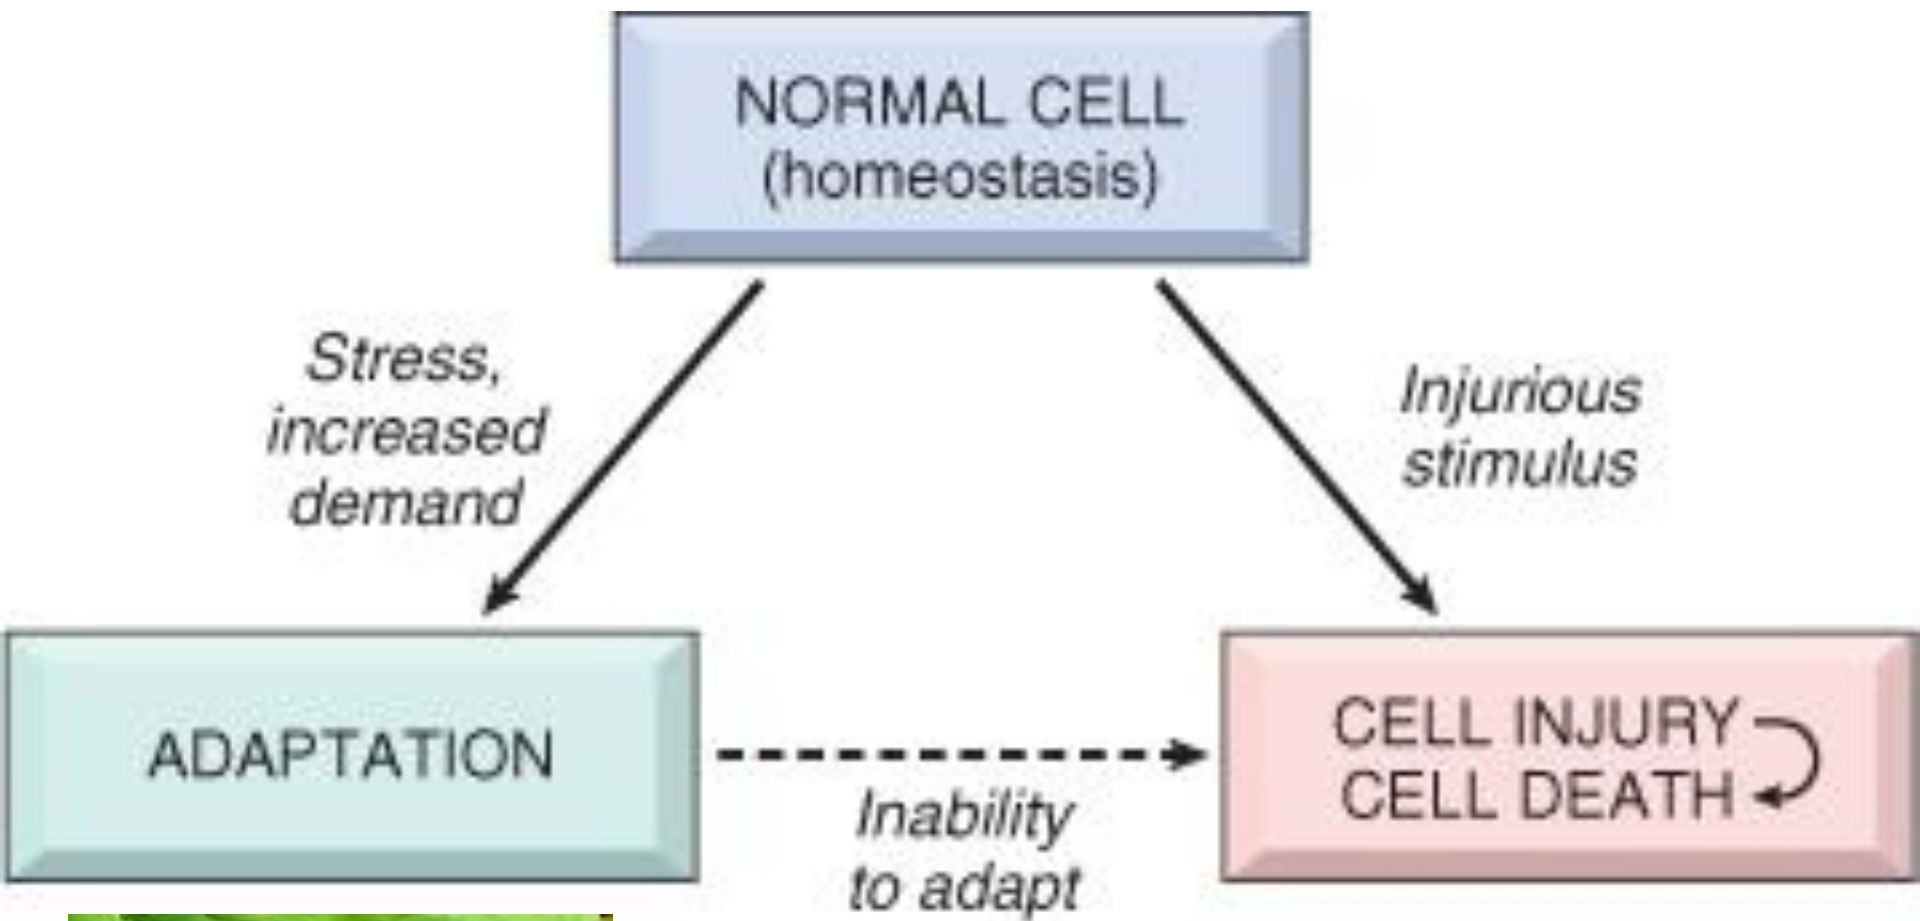 NORMAL CELL
(homeostasis)
Stress,
increased
demand
Injurious
stimulus
ADAPTATION
Inability
to adapt
CELL INJURY
CELL DEATH